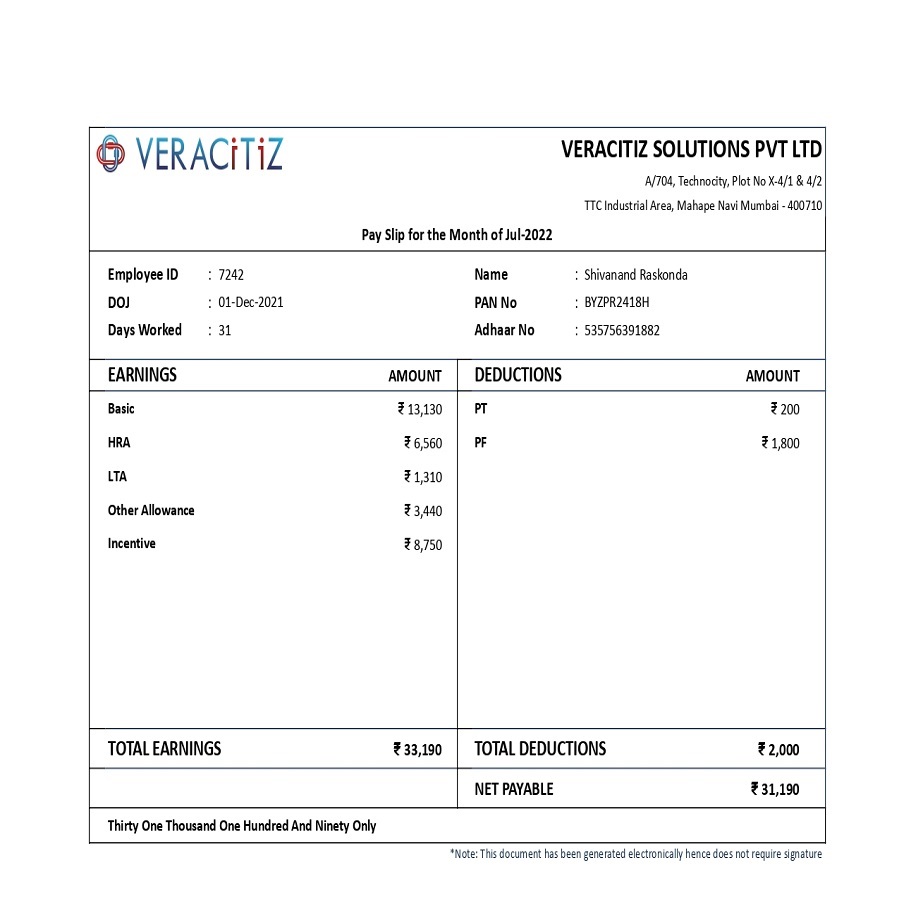 VERACiTiZ
VERACITIZ SOLUTIONS PVT LTD
A/704, Technocity, Plot No X-4/1 & 4/2
TTC Industrial Area, Mahape Navi Mumbai - 400710
Pay Slip for the Month of Jul-2022
Employee ID : 7242 Name : Shivanand Raskonda
DOJ : 01-Dec-2021 PAN No : BYZPR2418H
Days Worked : 31 Adhaar No : 535756391882
EARNINGS AMOUNT DEDUCTIONS AMOUNT
Basic ₹ 13,130 PT ₹ 200
HRA ₹ 6,560 PF ₹ 1,800
LTA ₹ 1,310
Other Allowance ₹ 3,440
Incentive ₹ 8,750
TOTAL EARNINGS ₹ 33,190 TOTAL DEDUCTIONS ₹ 2,000
NET PAYABLE ₹ 31,190
Thirty One Thousand One Hundred And Ninety Only
*Note: This document has been generated electronically hence does not require signature